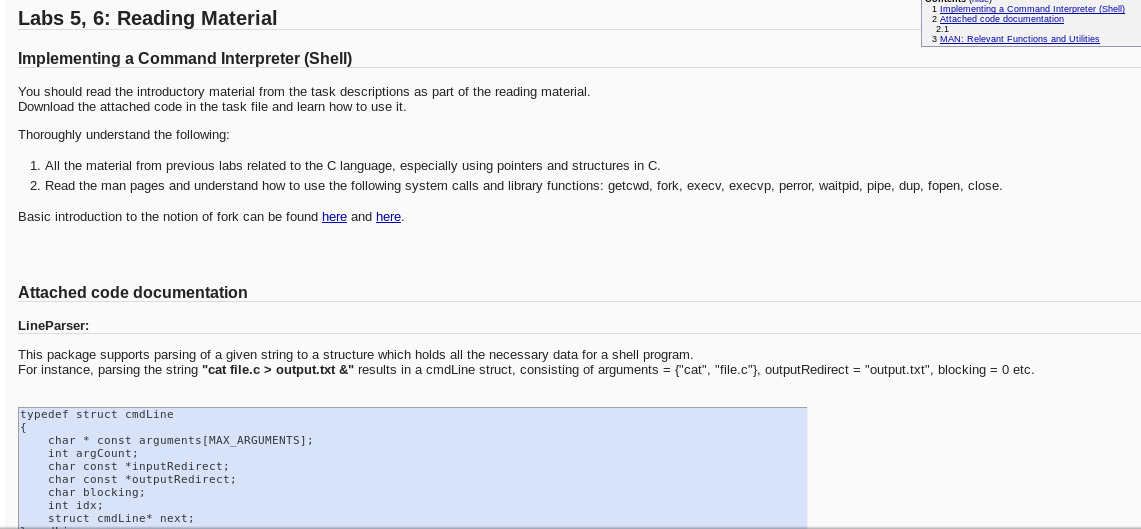 Labs 5, 6: Reading Material
Contents (hide)
1 Implementing a Command Interpreter (Shell)
2 Attached code documentation
2.1
3 MAN: Relevant Functions and Utilities
Implementing a Command Interpreter (Shell)
You should read the introductory material from the task descriptions as part of the reading material.
Download the attached code in the task file and learn how to use it.
Thoroughly understand the following:
1. All the material from previous labs related to the C language, especially using pointers and structures in C.
2. Read the man pages and understand how to use the following system calls and library functions: getcwd, fork, execv, execvp, perror, waitpid, pipe, dup, fopen, close.
Basic introduction to the notion of fork can be found here and here.
Attached code documentation
LineParser:
This package supports parsing of a given string to a structure which holds all the necessary data for a shell program.
For instance, parsing the string "cat file.c > output.txt &" results in a cmdLine struct, consisting of arguments = {"cat", "file.c"}, outputRedirect = "output.txt", blocking = 0 etc.
typedef struct cmdLine
{
    char * const arguments[MAX_ARGUMENTS];
    int argCount;
    char const *inputRedirect;
    char const *outputRedirect;
    char blocking;
    int idx;
    struct cmdLine* next;